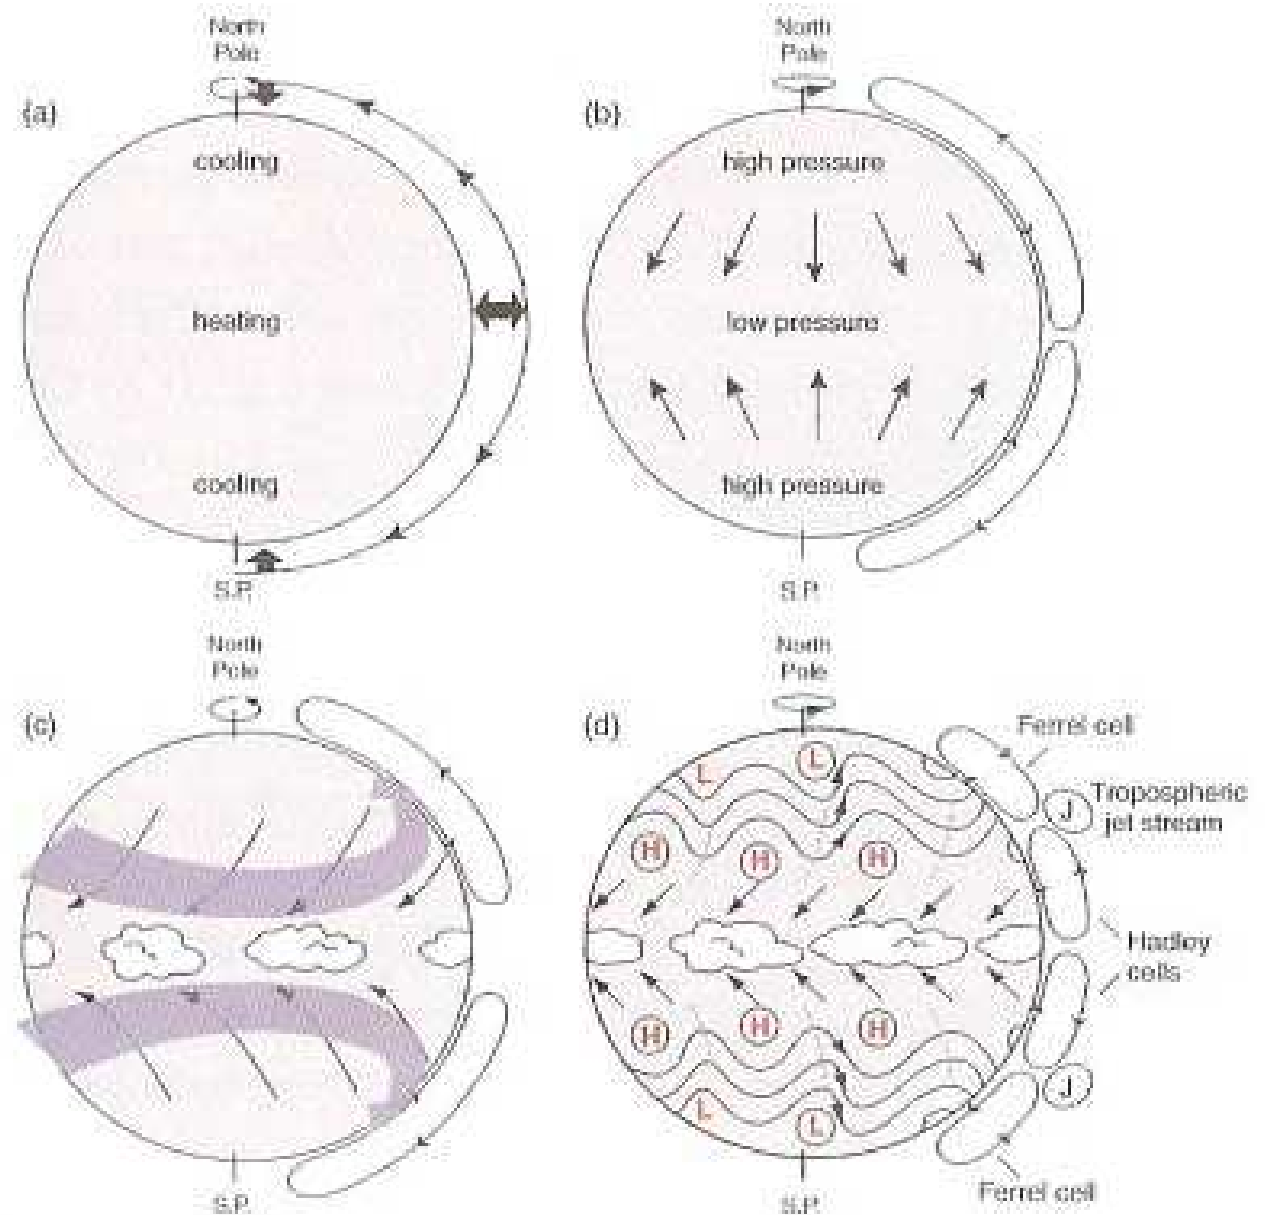 North
Pole
(a)
cooling
heating
cooling
S.P.
North
Pole
(b)
high pressure
low pressure
high pressure
S.P.
North
Pole
(c)
S.P.
North
Pole
(d)
L
L
H
H
H
H
H
H
L
L
Ferrel cell
J
Tropospheric
jet stream
Hadley
cells
J
Ferrel cell
S.P.